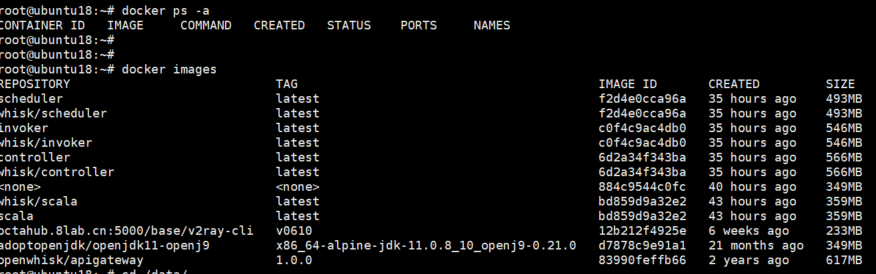 root@ubuntu18:~# docker ps -a
CONTAINER ID   IMAGE     COMMAND   CREATED   STATUS    PORTS     NAMES
root@ubuntu18:~#
root@ubuntu18:~#
root@ubuntu18:~# docker images
REPOSITORY                            TAG                                         IMAGE ID       CREATED         SIZE
scheduler                             latest                                      f2d4e0cca96a   35 hours ago    493MB
whisk/scheduler                       latest                                      f2d4e0cca96a   35 hours ago    493MB
invoker                               latest                                      c0f4c9ac4db0   35 hours ago    546MB
whisk/invoker                         latest                                      c0f4c9ac4db0   35 hours ago    546MB
controller                            latest                                      6d2a34f343ba   35 hours ago    566MB
whisk/controller                      latest                                      6d2a34f343ba   35 hours ago    566MB
<none>                                <none>                                      884c9544c0fc   40 hours ago    349MB
whisk/scala                           latest                                      bd859d9a32e2   43 hours ago    359MB
scala                                 latest                                      bd859d9a32e2   43 hours ago    359MB
octahub.8lab.cn:5000/base/v2ray-cli   v0610                                       12b212f4925e   6 weeks ago     233MB
adoptopenjdk/openjdk11-openj9         x86_64-alpine-jdk-11.0.8_10_openj9-0.21.0   d7878c9e91a1   21 months ago   349MB
openwhisk/apigateway                  1.0.0                                       83990feffb66   2 years ago     617MB
root@ubuntu18:~# cd /data/